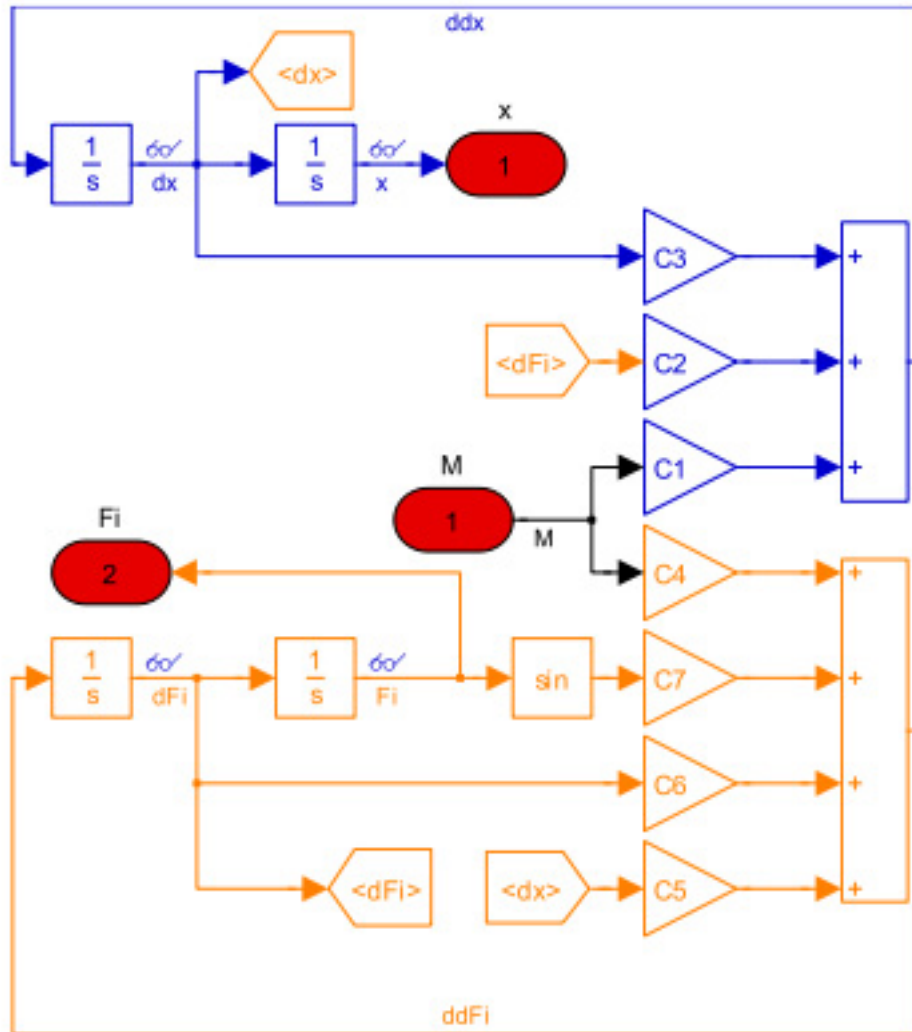 ddx
<dx>
x
1
s
dx
1
s
x
1
C3
+
<dFi>
C2
+
M
C1
+
1
M
Fi
2
C4
+
1
s
dFi
1
s
Fi
sin
C7
+
C6
+
<dFi>
<dx>
C5
+
ddFi